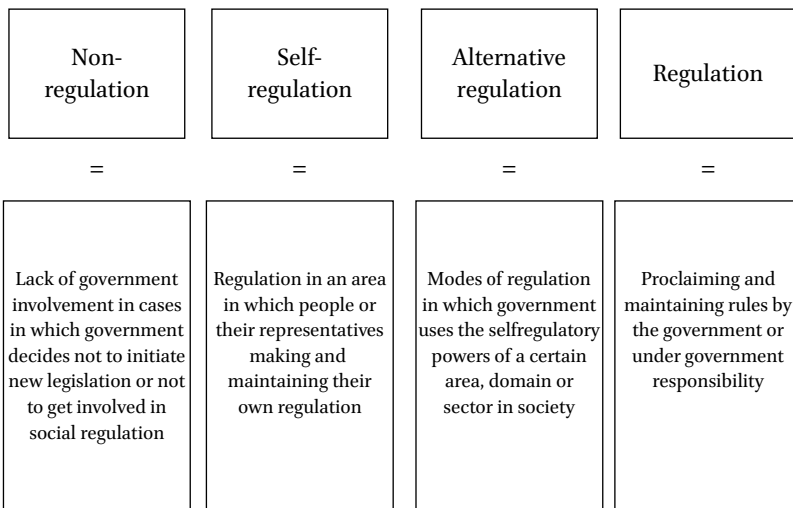 Non-
regulation
Self-
regulation
Alternative
regulation
Regulation
=
=
=
=
Lack of government
involvement in cases
in which government
decides not to initiate
new legislation or not
to get involved in
social regulation
Regulation in an area
in which people or
their representatives
making and
maintaining their
own regulation
Modes of regulation
in which government
uses the selfregulatory
powers of a certain
area, domain or
sector in society
Proclaiming and
maintaining rules by
the government or
under government
responsibility